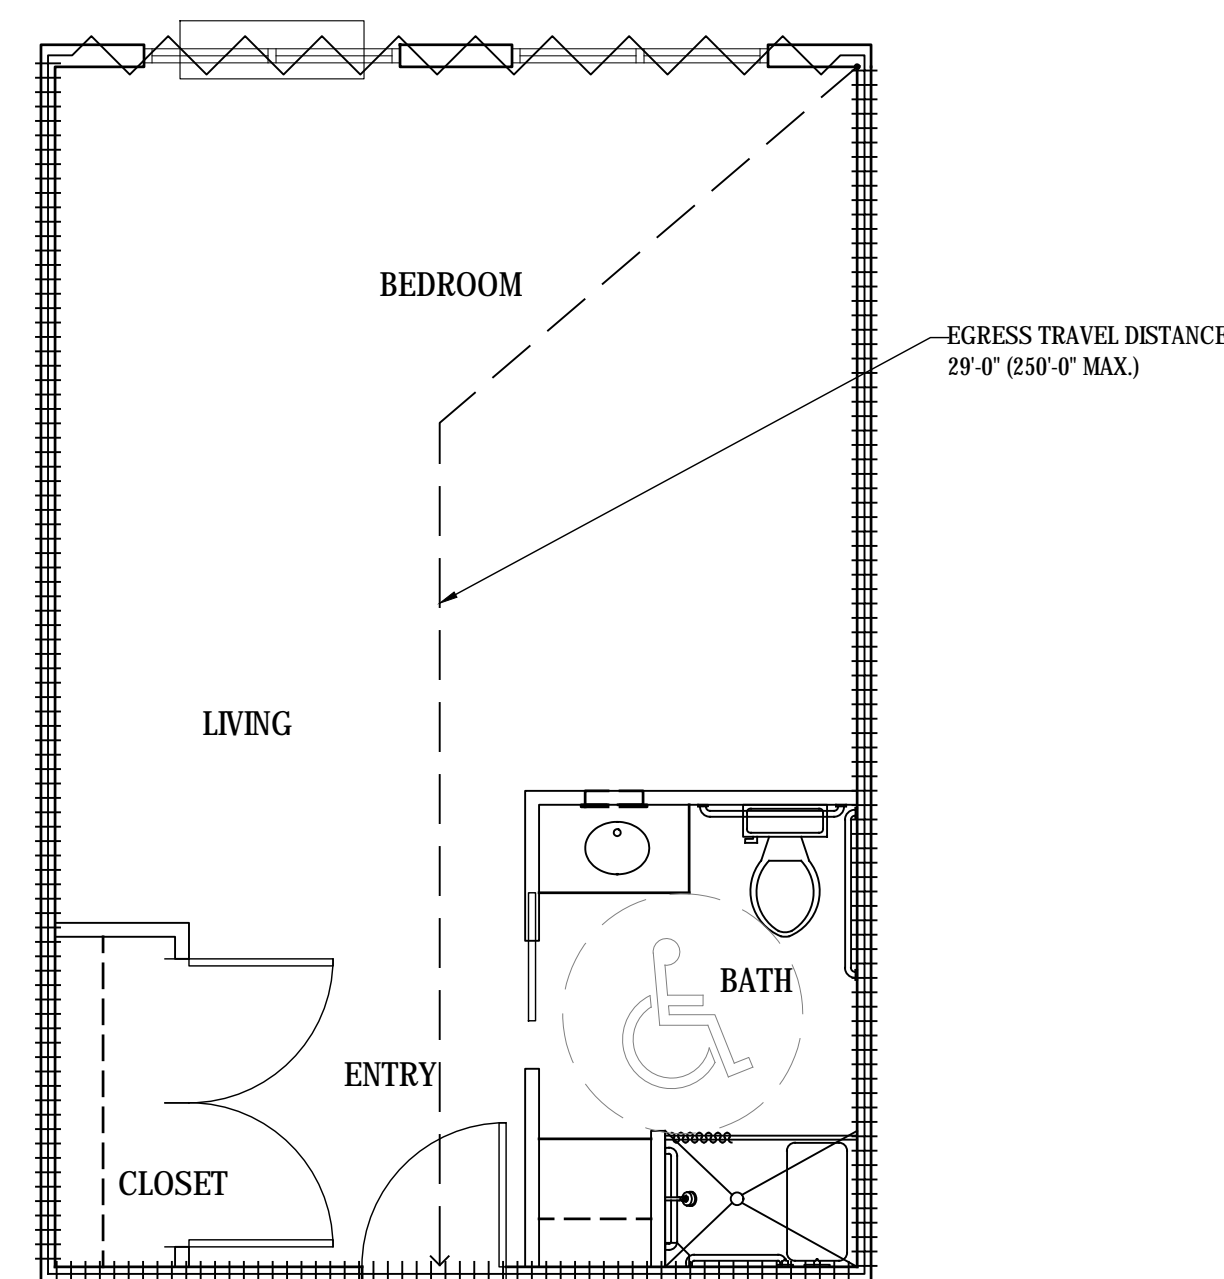 BEDROOM
EGRESS TRAVEL DISTANCE
29'-0" (250'-0" MAX.)
LIVING
BATH
ENTRY
CLOSET